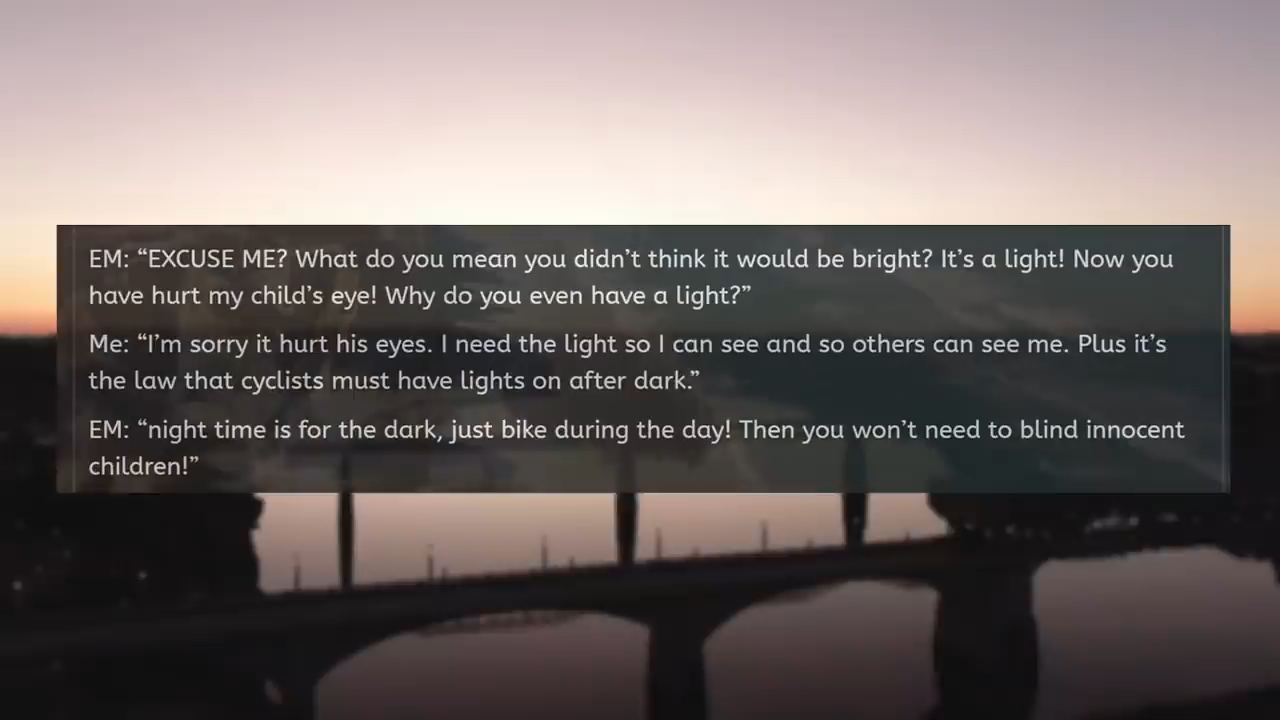 EM: “EXCUSE ME? What do you mean you didn’t think it would be bright? It’s a light! Now you
have hurt my child’s eye! Why do you even have a light?”
Me: “I’m sorry it hurt his eyes. I need the light so I can see and so others can see me. Plus it’s
the law that cyclists must have lights on after dark.”
EM: “night time is for the dark, just bike during the day! Then you won’t need to blind innocent
children!”